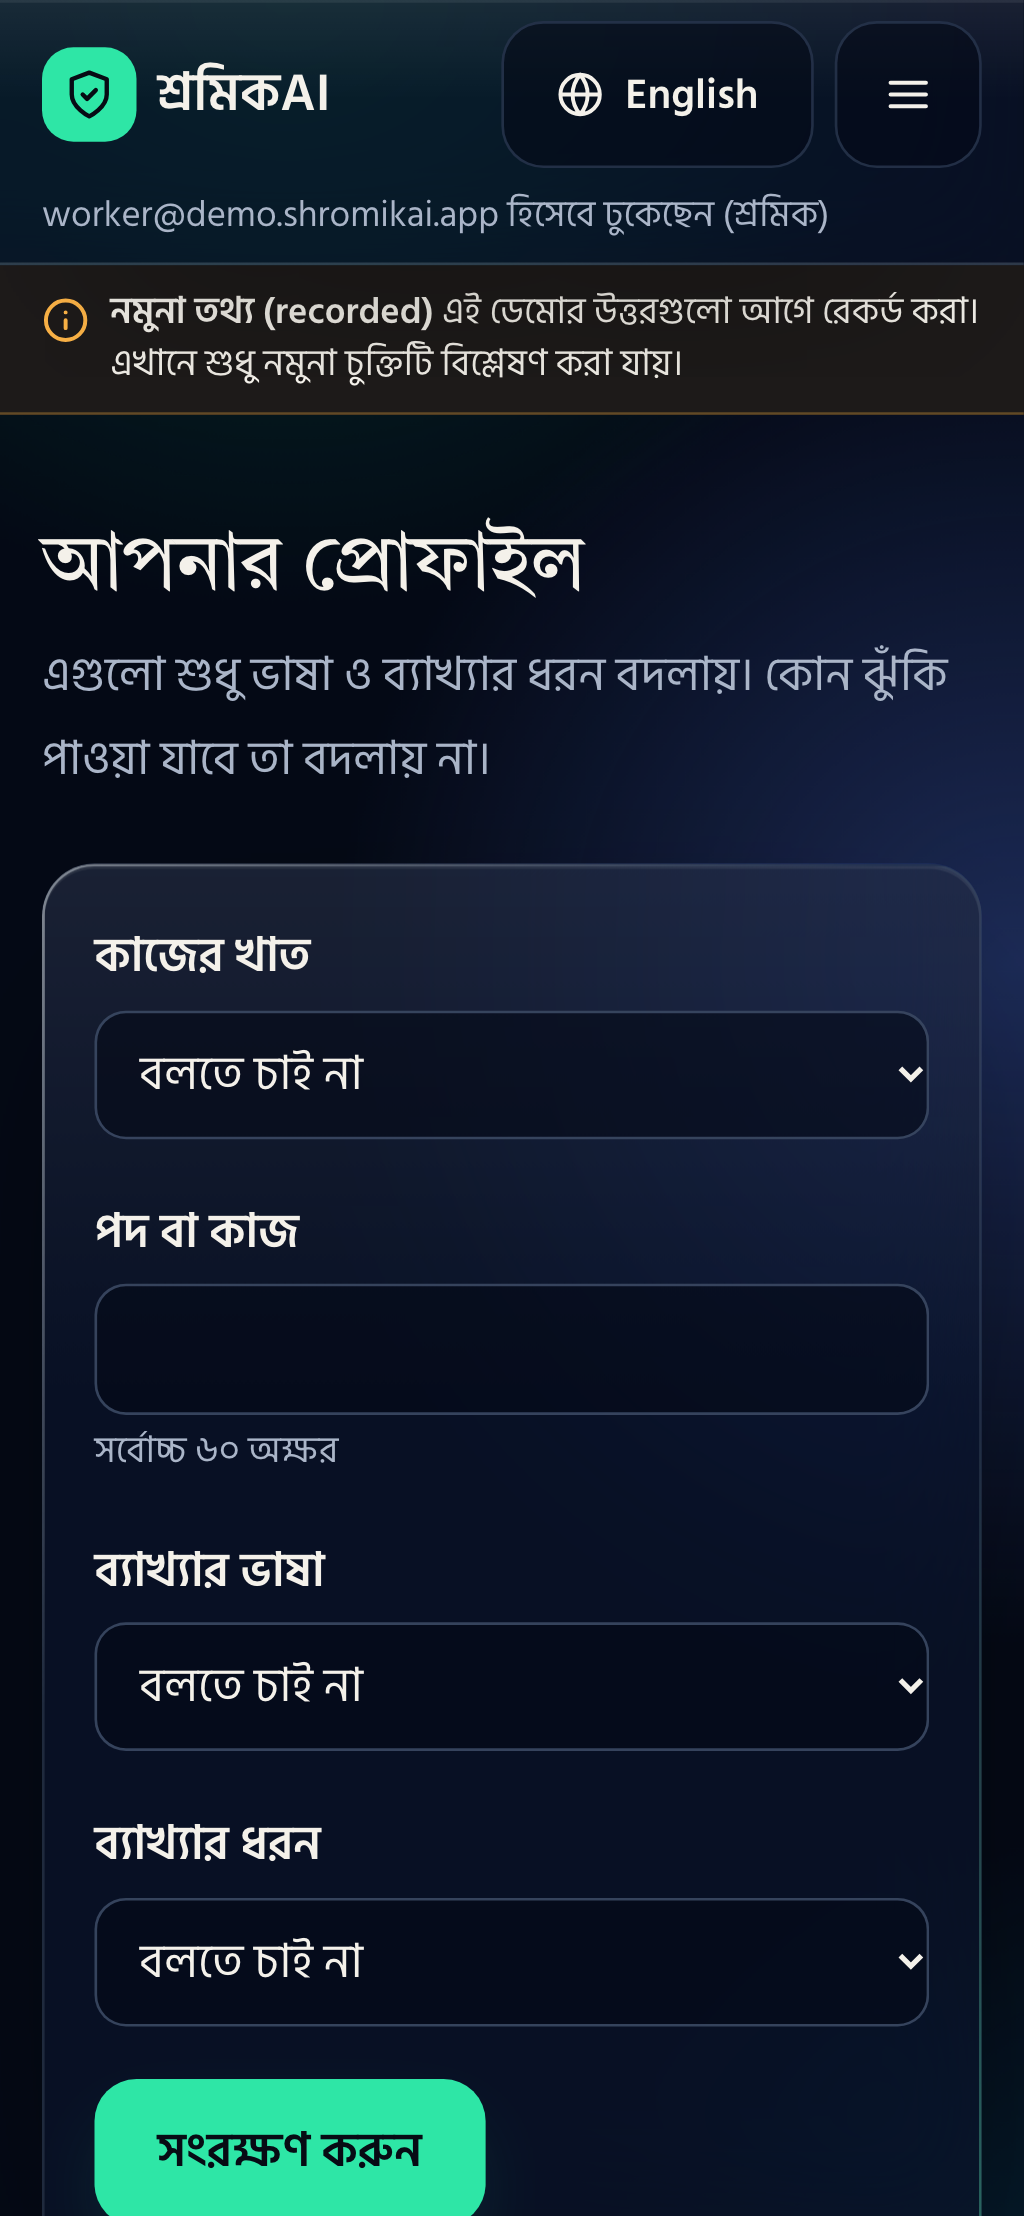 শ্রমিকAI
English
worker@demo.shromikai.app হিসেবে ঢুকেছেন (শ্রমিক)
নমুনা তথ্য (recorded) এই ডেমোর উত্তরগুলো আগে রেকর্ড করা।
এখানে শুধু নমুনা চুক্তিটি বিশ্লেষণ করা যায়।
আপনার প্রোফাইল
এগুলো শুধু ভাষা ও ব্যাখ্যার ধরন বদলায়। কোন ঝুঁকি
পাওয়া যাবে তা বদলায় না।
কাজের খাত
বলতে চাই না
পদ বা কাজ
সর্বোচ্চ ৬০ অক্ষর
ব্যাখ্যার ভাষা
বলতে চাই না
ব্যাখ্যার ধরন
বলতে চাই না
সংরক্ষণ করুন